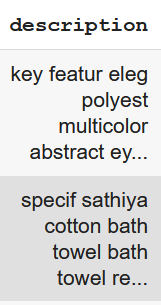 description
key featur eleg
polyest
multicolor
abstract ey...
specif sathiya
cotton bath
towel bath
towel re...